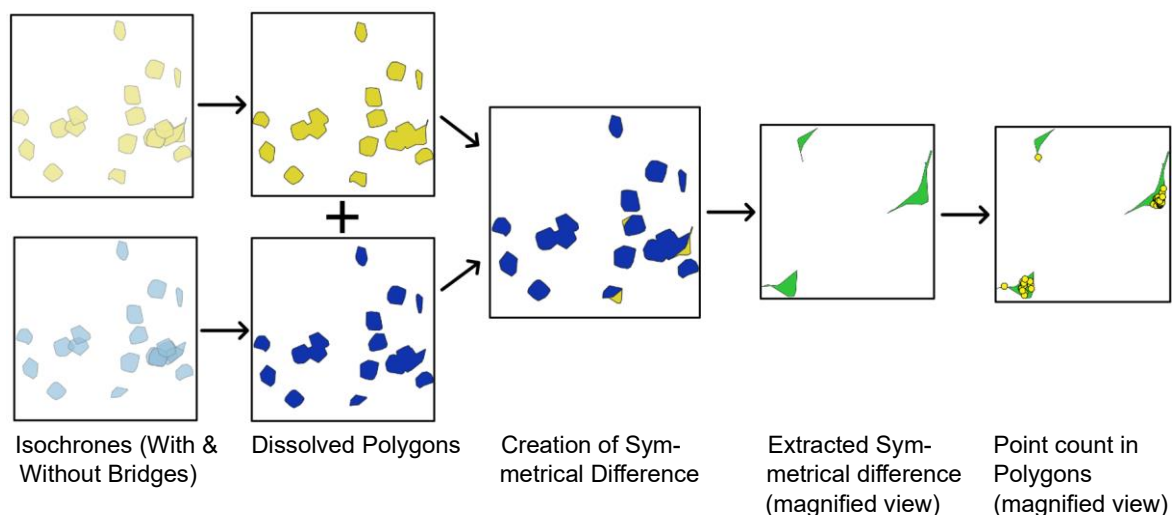 +
Isochrones (With &
Without Bridges)
Dissolved Polygons
Creation of Sym-
metrical Difference
Extracted Sym-
metrical difference
(magnified view)
Point count in
Polygons
(magnified view)